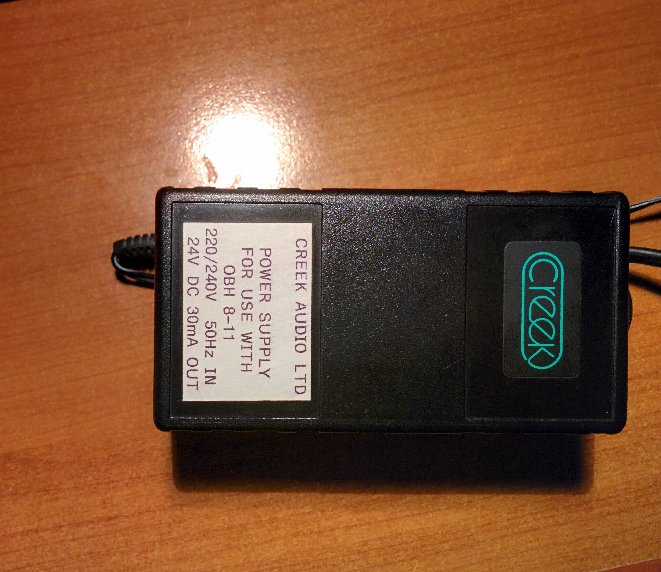 CREEK AUDIO LTD
POWER SUPPLY
FOR USE WITH
OBH 8-11
220/240V 50Hz IN
24V DC 30mA OUT
Creek